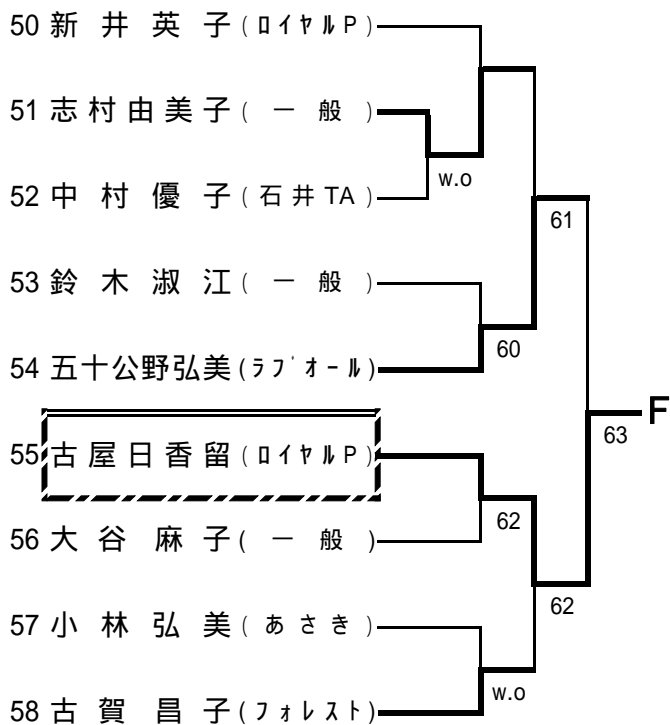 50 新井英子 (ロイヤルP)
51 志村由美子 (一般)
w.o
52 中村優子 (石井TA)
61
53 鈴木淑江 (一般)
60
54 五十公野弘美 (ラブオール)
F
63
55 古屋日香留 (ロイヤルP)
62
56 大谷麻子 (一般)
62
57 小林弘美 (あさき)
w.o
58 古賀昌子 (フォレスト)